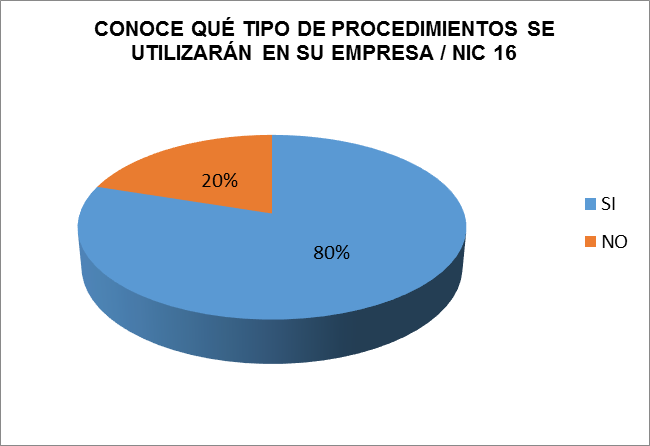 CONOCE QUÉ TIPO DE PROCEDIMIENTOS SE
UTILIZARÁN EN SU EMPRESA / NIC 16
20%
80%
SI
NO